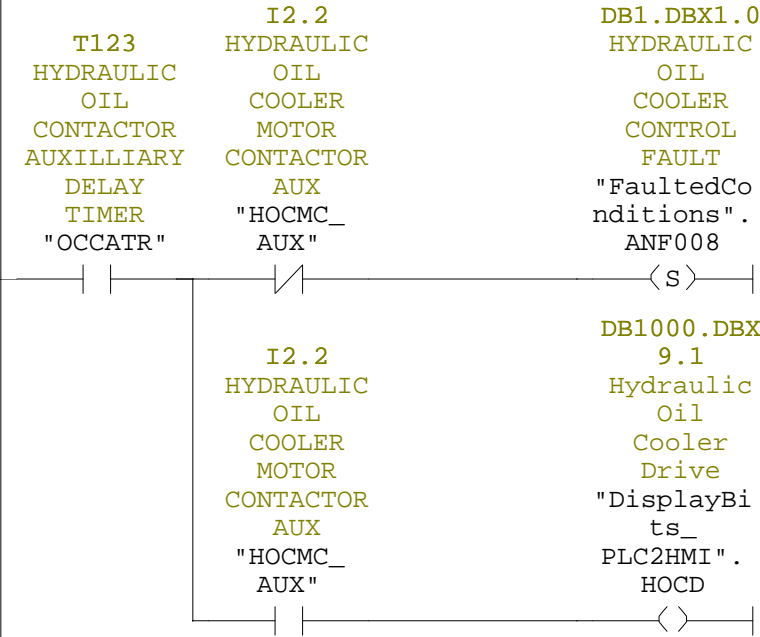 T123
HYDRAULIC
OIL
CONTACTOR
AUXILLIARY
DELAY
TIMER
"OCCATR"
I2.2
HYDRAULIC
OIL
COOLER
MOTOR
CONTACTOR
AUX
"HOCMC_
AUX"
DB1.DBX1.0
HYDRAULIC
OIL
COOLER
CONTROL
FAULT
"FaultedCo
nditions".
ANF008
S
I2.2
HYDRAULIC
OIL
COOLER
MOTOR
CONTACTOR
AUX
"HOCMC_
AUX"
DB1000.DBX
9.1
Hydraulic
Oil
Cooler
Drive
"DisplayBi
ts_
PLC2HMI".
HOCD